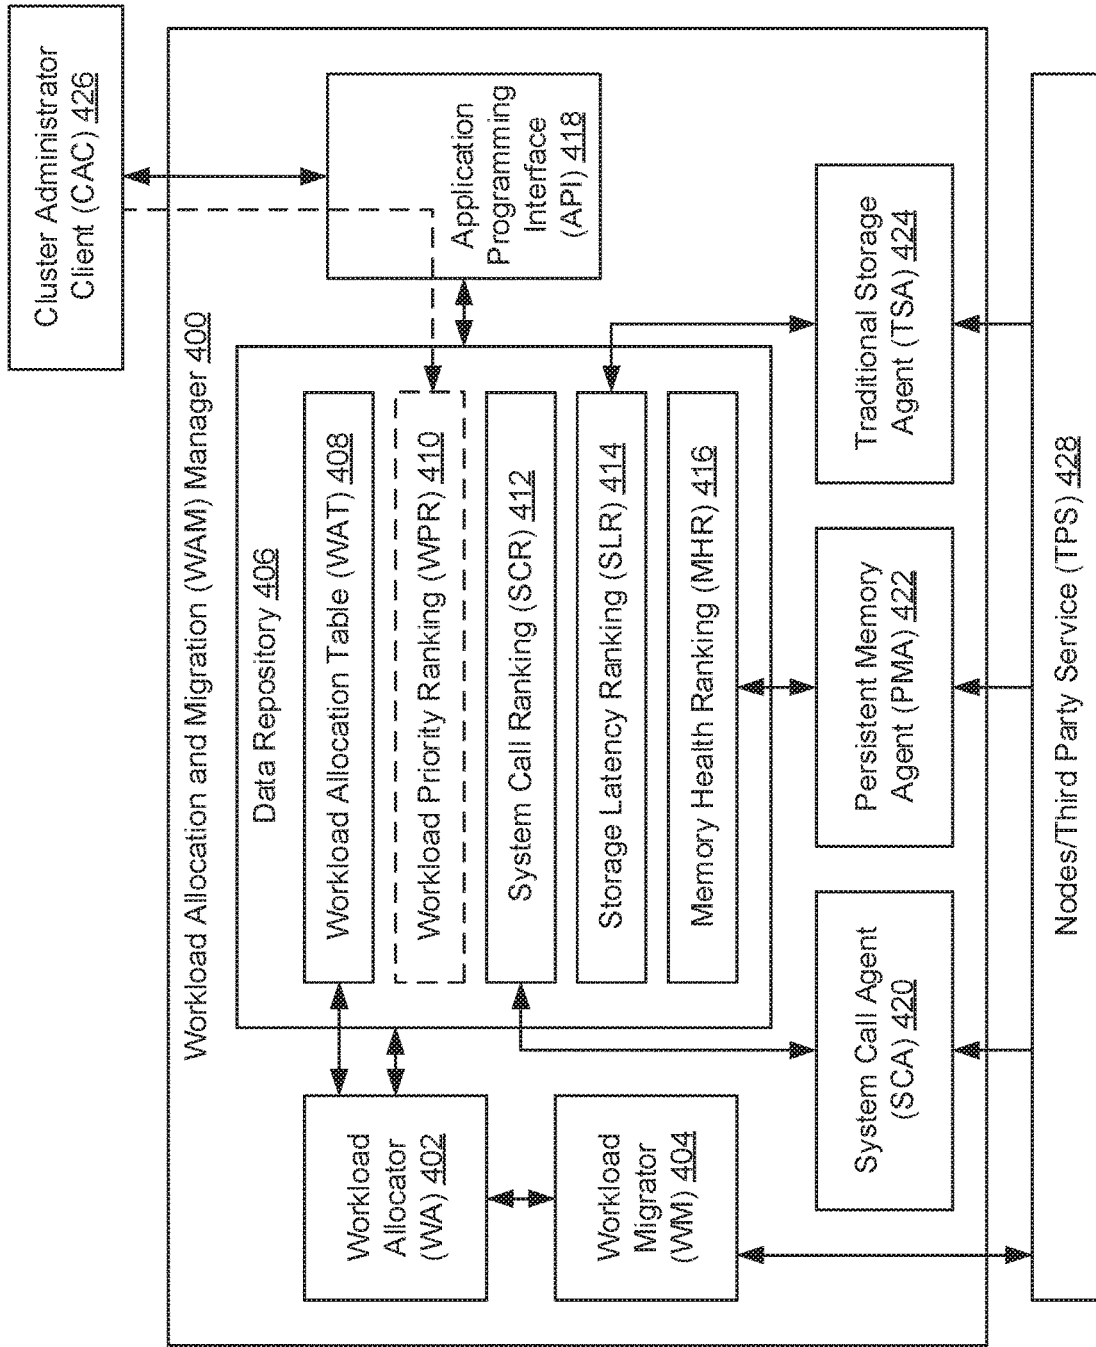 Cluster Administrator
Client (CAC) 426
Workload Allocation and Migration (WAM) Manager 400
Workload
Allocator
(WA) 402
Workload
Migrator
(WM) 404
Data Repository 406
Workload Allocation Table (WAT) 408
Workload Priority Ranking (WPR) 410
System Call Ranking (SCR) 412
Storage Latency Ranking (SLR) 414
Memory Health Ranking (MHR) 416
Application
Programming
Interface
(API) 418
System Call Agent
(SCA) 420
Persistent Memory
Agent (PMA) 422
Traditional Storage
Agent (TSA) 424
Nodes/Third Party Service (TPS) 428